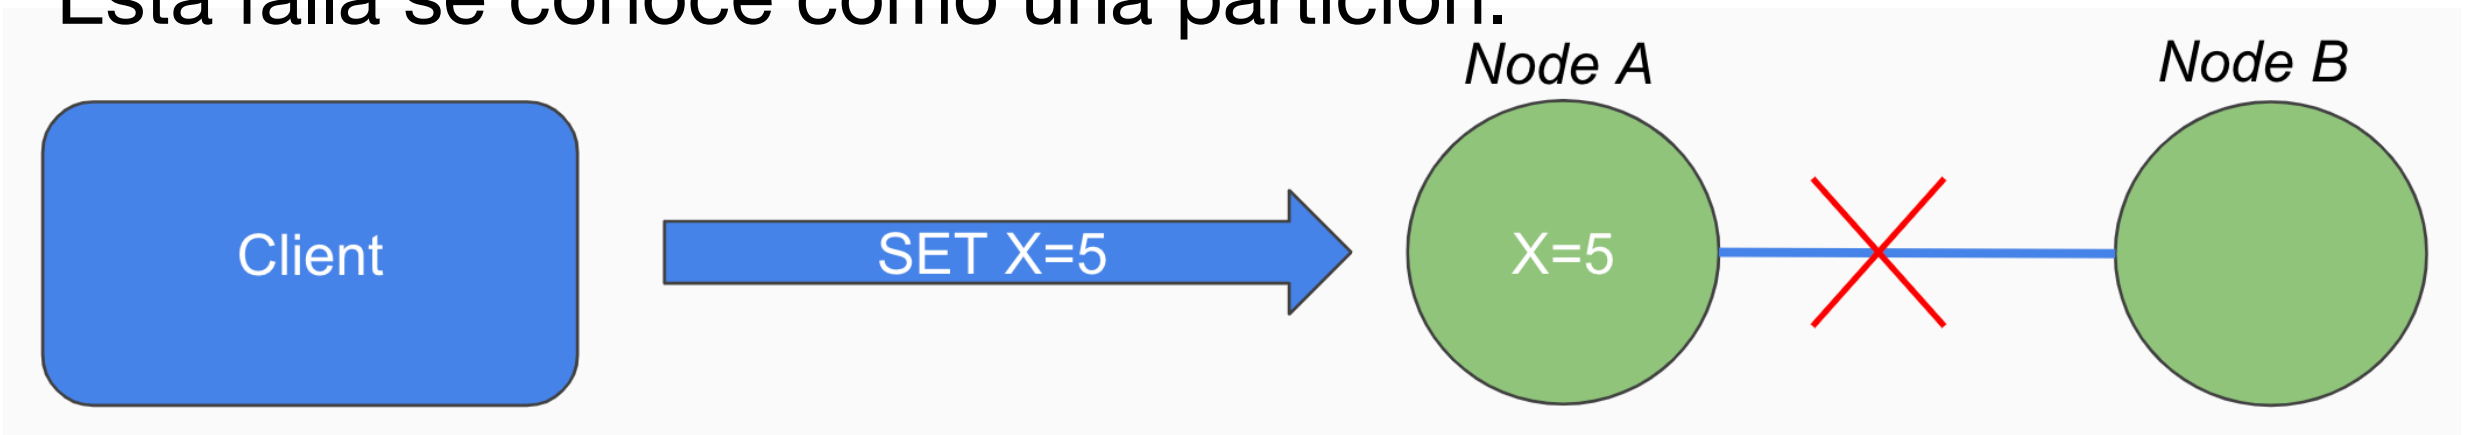 Esta falla se conoce como una partición.
Node A
Node B
Client
SET X=5
X=5